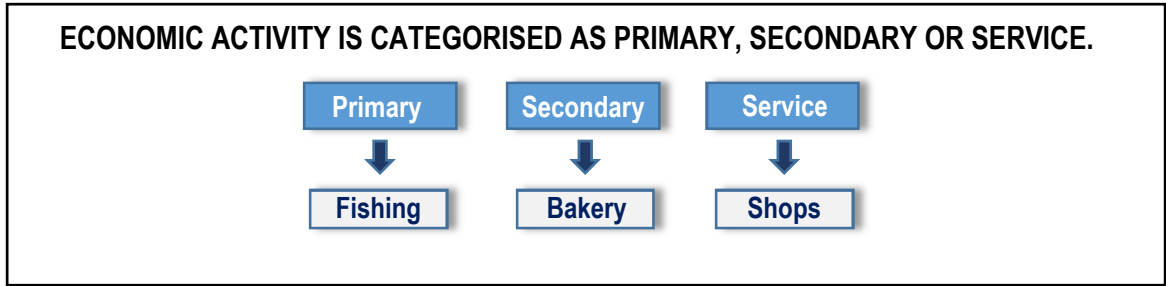 ECONOMIC ACTIVITY IS CATEGORISED AS PRIMARY, SECONDARY OR SERVICE.
Primary Secondary Service
Fishing Bakery Shops